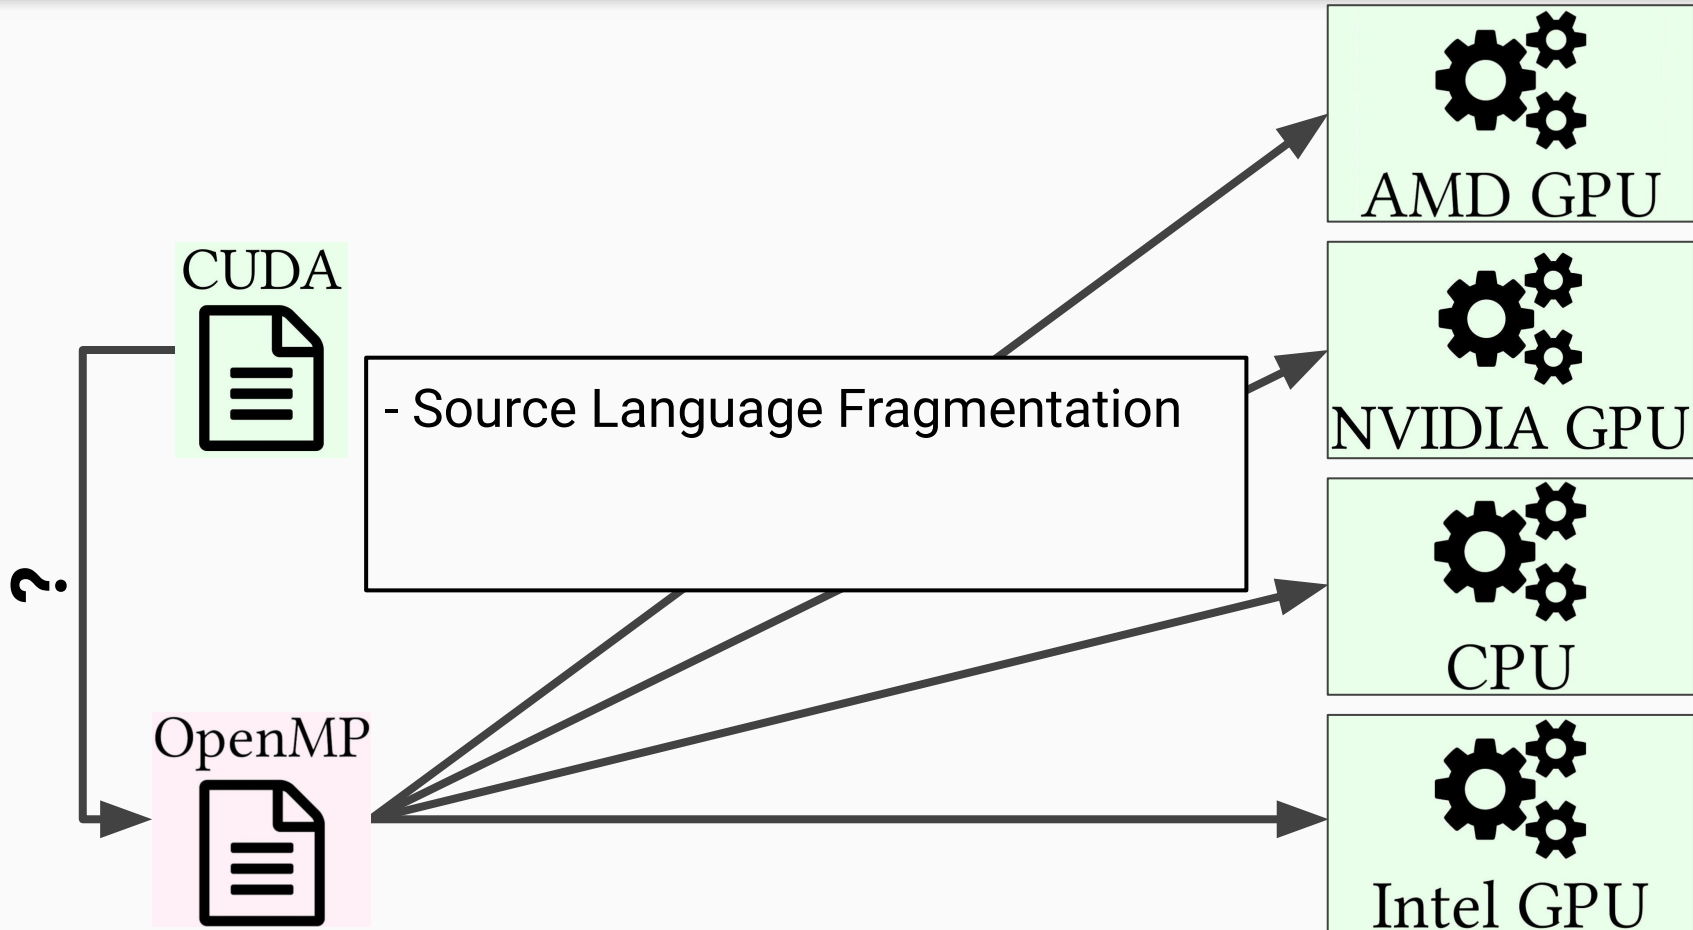 AMD GPU
CUDA
NVIDIA GPU
- Source Language Fragmentation
?
CPU
OpenMP
Intel GPU